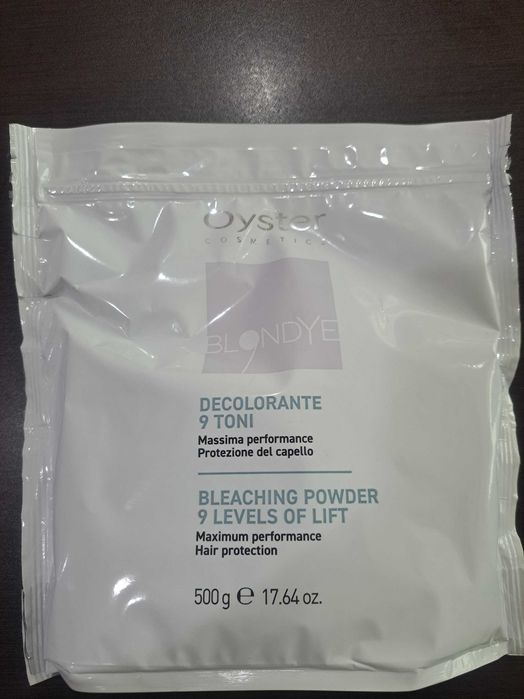 Oyster
COSMETICS
BLONDYE
DECOLORANTE
9 TONI
Massima performance
Protezione del capello
BLEACHING POWDER
9 LEVELS OF LIFT
Maximum performance
Hair protection
500 g e 17.64 oz.